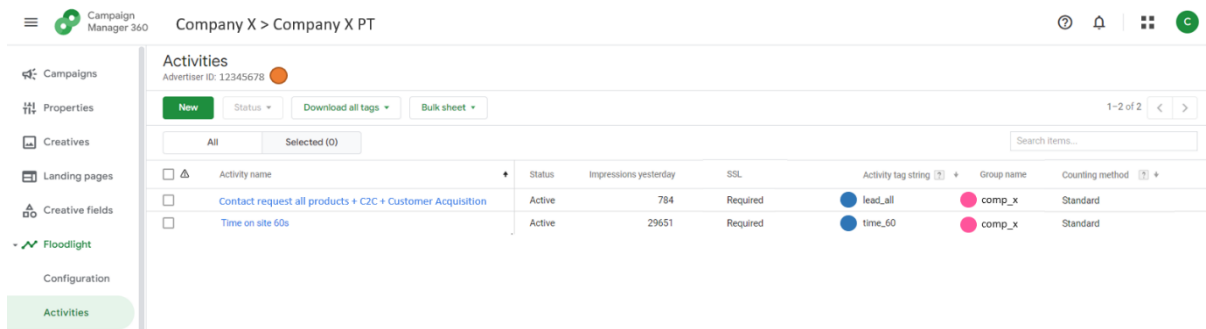 Campaign
Manager 360
Company X > Company X PT
C
Campaigns
Properties
Creatives
Landing pages
Creative fields
Floodlight
Configuration
Activities
Activities
Advertiser ID: 12345678
New
Status
Download all tags
Bulk sheet
1–2 of 2
All
Selected (0)
Search items...
Activity name
Status
Impressions yesterday
SSL
Activity tag string ?
Group name
Counting method ?
Contact request all products + C2C + Customer Acquisition
Active
784
Required
lead_all
comp_x
Standard
Time on site 60s
Active
29651
Required
time_60
comp_x
Standard